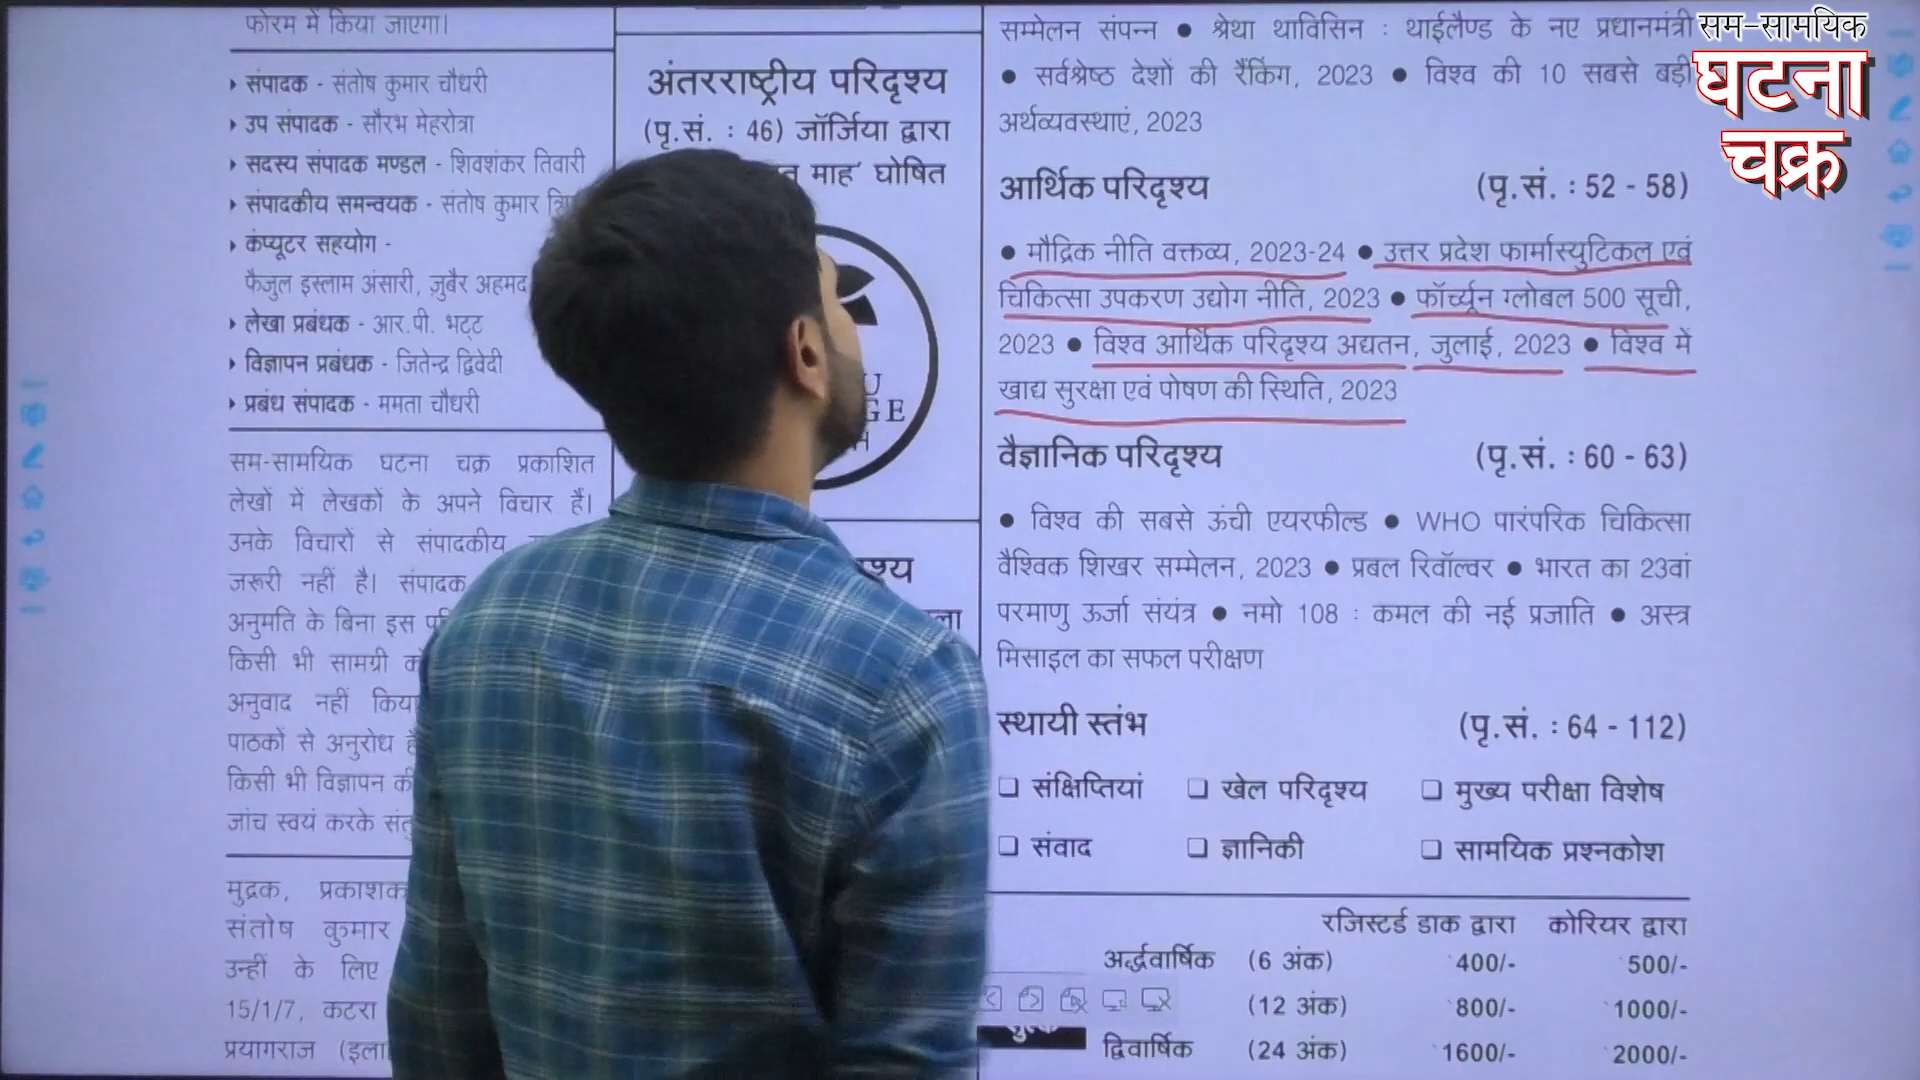 फोरम में किया जाएगा।
संपादक - संतोष कुमार चौधरी
उप संपादक - सौरभ मेहरोत्रा
सदस्य संपादक मण्डल - शिवशंकर तिवारी
संपादकीय समन्वयक - संतोष कुमार
कंप्यूटर सहयोग -
फैजुल इस्लाम अंसारी, ज़ुबैर अहमद
लेखा प्रबंधक - आर.पी. भट्ट
विज्ञापन प्रबंधक - जितेन्द्र द्विवेदी
प्रबंध संपादक - ममता चौधरी
सम-सामयिक घटना चक्र प्रकाशित
लेखों में लेखकों के अपने विचार हैं।
उनके विचारों से संपादकीय
जरूरी नहीं है। संपादक
अनुमति के बिना इस
किसी भी सामग्री
अनुवाद नहीं किया
पाठकों से अनुरोध
किसी भी विज्ञापन की
जांच स्वयं करके
मुद्रक, प्रकाशक
संतोष कुमार
उन्हीं के लिए
15/1/7, कटरा
प्रयागराज
अंतरराष्ट्रीय परिदृश्य
(पृ.सं. : 46) जॉर्जिया द्वारा
माह' घोषित
सम्मेलन संपन्न ● श्रेथा थाविसिन : थाईलैण्ड के नए प्रधानमंत्री
● सर्वश्रेष्ठ देशों की रैंकिंग, 2023 ● विश्व की 10 सबसे बड़ी
अर्थव्यवस्थाएं, 2023
आर्थिक परिदृश्य (पृ.सं. : 52 - 58)
● मौद्रिक नीति वक्तव्य, 2023-24 ● उत्तर प्रदेश फार्मास्युटिकल एवं
चिकित्सा उपकरण उद्योग नीति, 2023 ● फॉर्च्यून ग्लोबल 500 सूची,
2023 ● विश्व आर्थिक परिदृश्य अद्यतन, जुलाई, 2023 ● विश्व में
खाद्य सुरक्षा एवं पोषण की स्थिति, 2023
वैज्ञानिक परिदृश्य (पृ.सं. : 60 - 63)
● विश्व की सबसे ऊंची एयरफील्ड ● WHO पारंपरिक चिकित्सा
वैश्विक शिखर सम्मेलन, 2023 ● प्रबल रिवॉल्वर ● भारत का 23वां
परमाणु ऊर्जा संयंत्र ● नमो 108 : कमल की नई प्रजाति ● अस्त्र
मिसाइल का सफल परीक्षण
स्थायी स्तंभ (पृ.सं. : 64 - 112)
❑ संक्षिप्तियां ❑ खेल परिदृश्य ❑ मुख्य परीक्षा विशेष
❑ संवाद ❑ ज्ञानिकी ❑ सामयिक प्रश्नकोश
रजिस्टर्ड डाक द्वारा कोरियर द्वारा
अर्द्धवार्षिक (6 अंक) 400/- 500/-
(12 अंक) 800/- 1000/-
द्विवार्षिक (24 अंक) 1600/- 2000/-
सम-सामयिक
घटना
चक्र